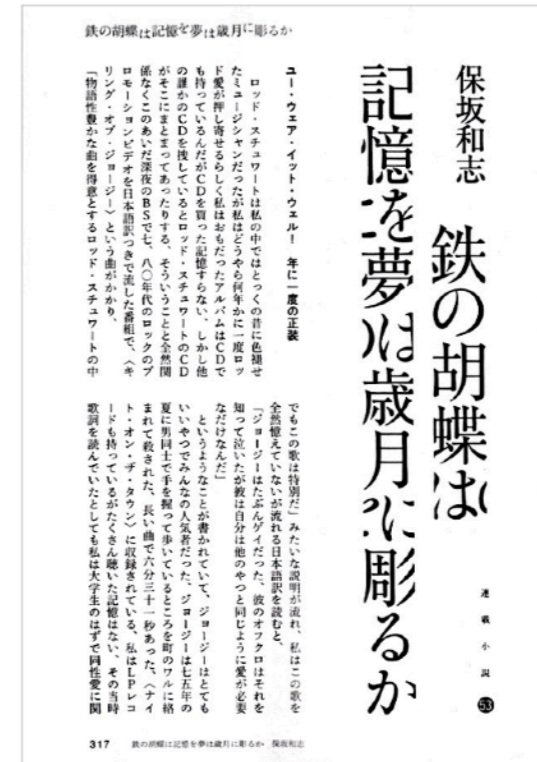 鉄の胡蝶は記憶を夢は歳月に彫るか
保坂和志
鉄の胡蝶は
記憶を夢は歳月に彫るか
連載小説 53
ユー・ウェア・イット・ウェル! 年に一度の正装
ロッド・スチュワートは私の中ではとっくの昔に色褪せ
たミュージシャンだったが私はどうやら何年かに一度ロッ
ド愛が押し寄せるらしく私はおもだったアルバムはCDで
も持っているんだがCDを買った記憶すらない、しかし他
の誰かのCDを捜しているとロッド・スチュワートのCD
がそこにまとまってあったりする、そういうことと全然関
係なくこのあいだ深夜のBSで七、八〇年代のロックのプ
ロモーションビデオを日本語訳つきで流した番組で、〈キ
リング・オブ・ジョージー〉という曲がかかり、
「物語性豊かな曲を得意とするロッド・スチュワートの中
でもこの歌は特別だ」みたいな説明が流れ、私はこの歌を
全然憶えていないが流れる日本語訳を読むと、
「ジョージーはたぶんゲイだった、彼のオフクロはそれを
知って泣いたが彼は自分は他のやつと同じように愛が必要
なだけなんだ」
というようなことが書かれていて、ジョージーはとても
いいやつでみんなの人気者だった、ジョージーは七五年の
夏に男同士で手を握って歩いているところを町のワルに絡
まれて殺された、長い曲で六分三十一秒あった、〈ナイ
ト・オン・ザ・タウン〉に収録されている、私はLPレコ
ードも持っているがたくさん聴いた記憶はない、その当時
歌詞を読んでいたとしても私は大学生のはずで同性愛に関
317 鉄の胡蝶は記憶を夢は歳月に彫るか 保坂和志